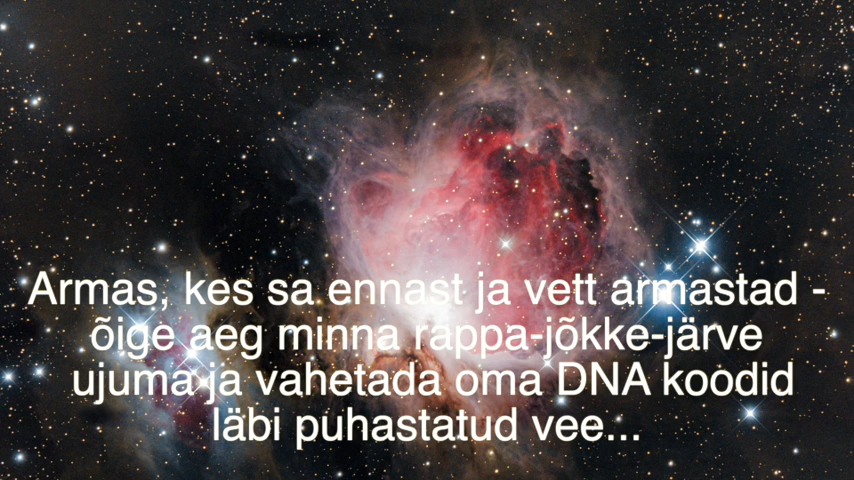 Armas, kes sa ennast ja vett armastad -
õige aeg minna rappa-jõkke-järve
ujuma ja vahetada oma DNA koodid
läbi puhastatud vee...